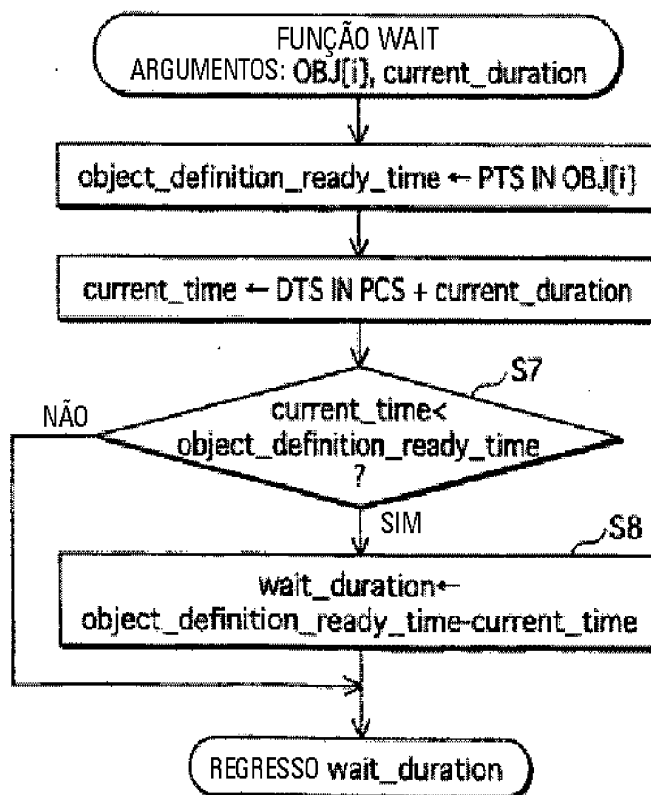 FUNÇÃO WAIT
ARGUMENTOS: OBJ[i], current_duration
object_definition_ready_time ← PTS IN OBJ[i]
current_time ← DTS IN PCS + current_duration
S7
NÃO
current_time<
object_definition_ready_time
?
SIM
S8
wait_duration←
object_definition_ready_time-current_time
REGRESSO wait_duration